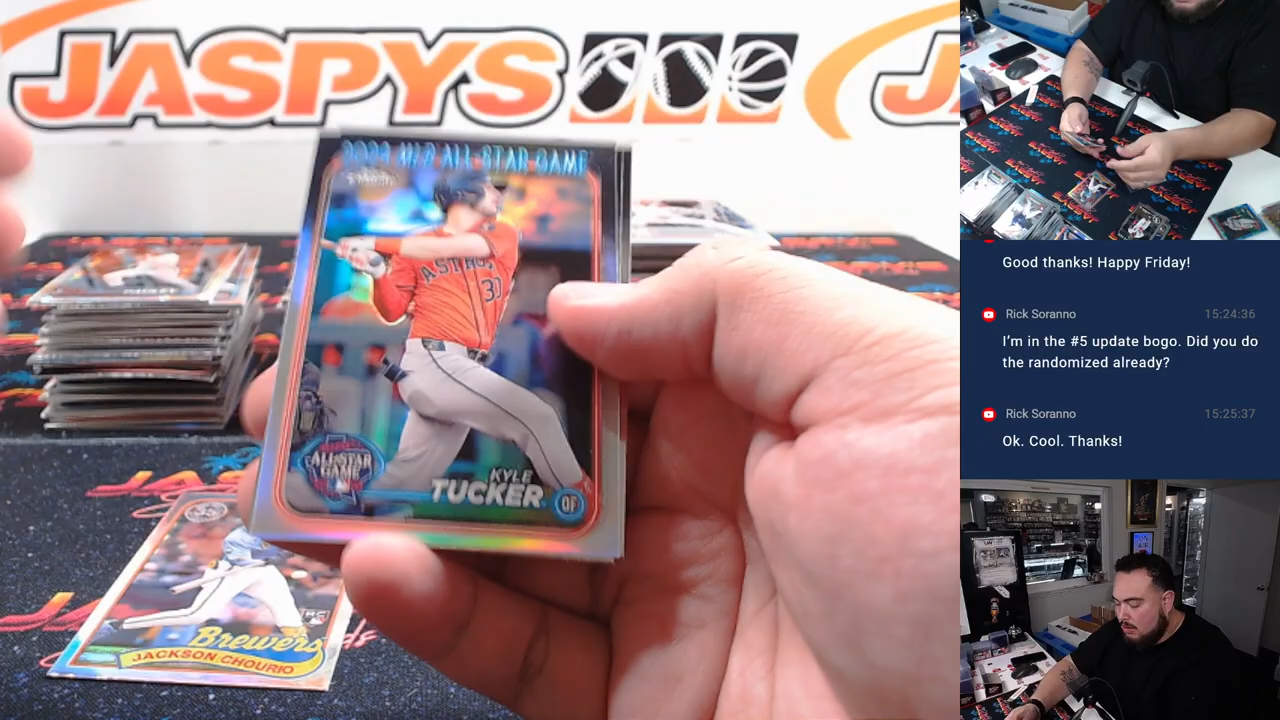 JASPYS
2024 MLB ALL-STAR GAME
ASTROS
30
ALL-STAR
GAME
KYLE
TUCKER OF
RC
Brewers
JACKSON CHOURIO
Good thanks! Happy Friday!
Rick Soranno 15:24:36
I'm in the #5 update bogo. Did you do
the randomized already?
Rick Soranno 15:25:37
Ok. Cool. Thanks!